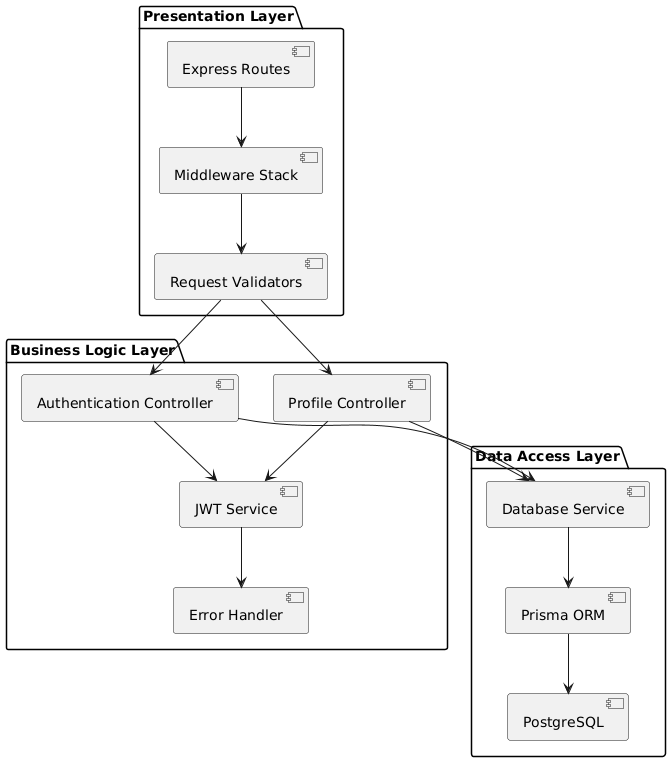 Presentation Layer
Express Routes
Middleware Stack
Request Validators
Business Logic Layer
Authentication Controller
Profile Controller
JWT Service
Error Handler
Data Access Layer
Database Service
Prisma ORM
PostgreSQL